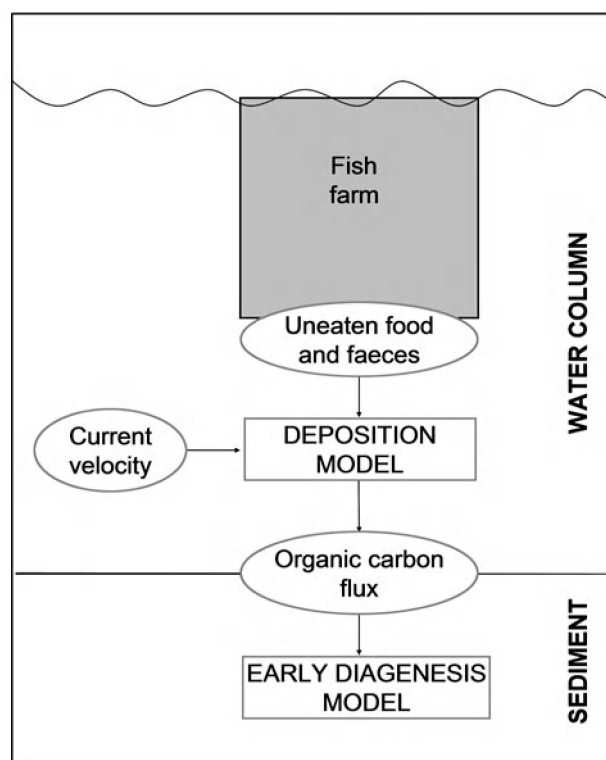 Fish
farm
Uneaten food
and faeces
WATER COLUMN
Current
velocity
DEPOSITION
MODEL
Organic carbon
flux
SEDIMENT
EARLY DIAGENESIS
MODEL